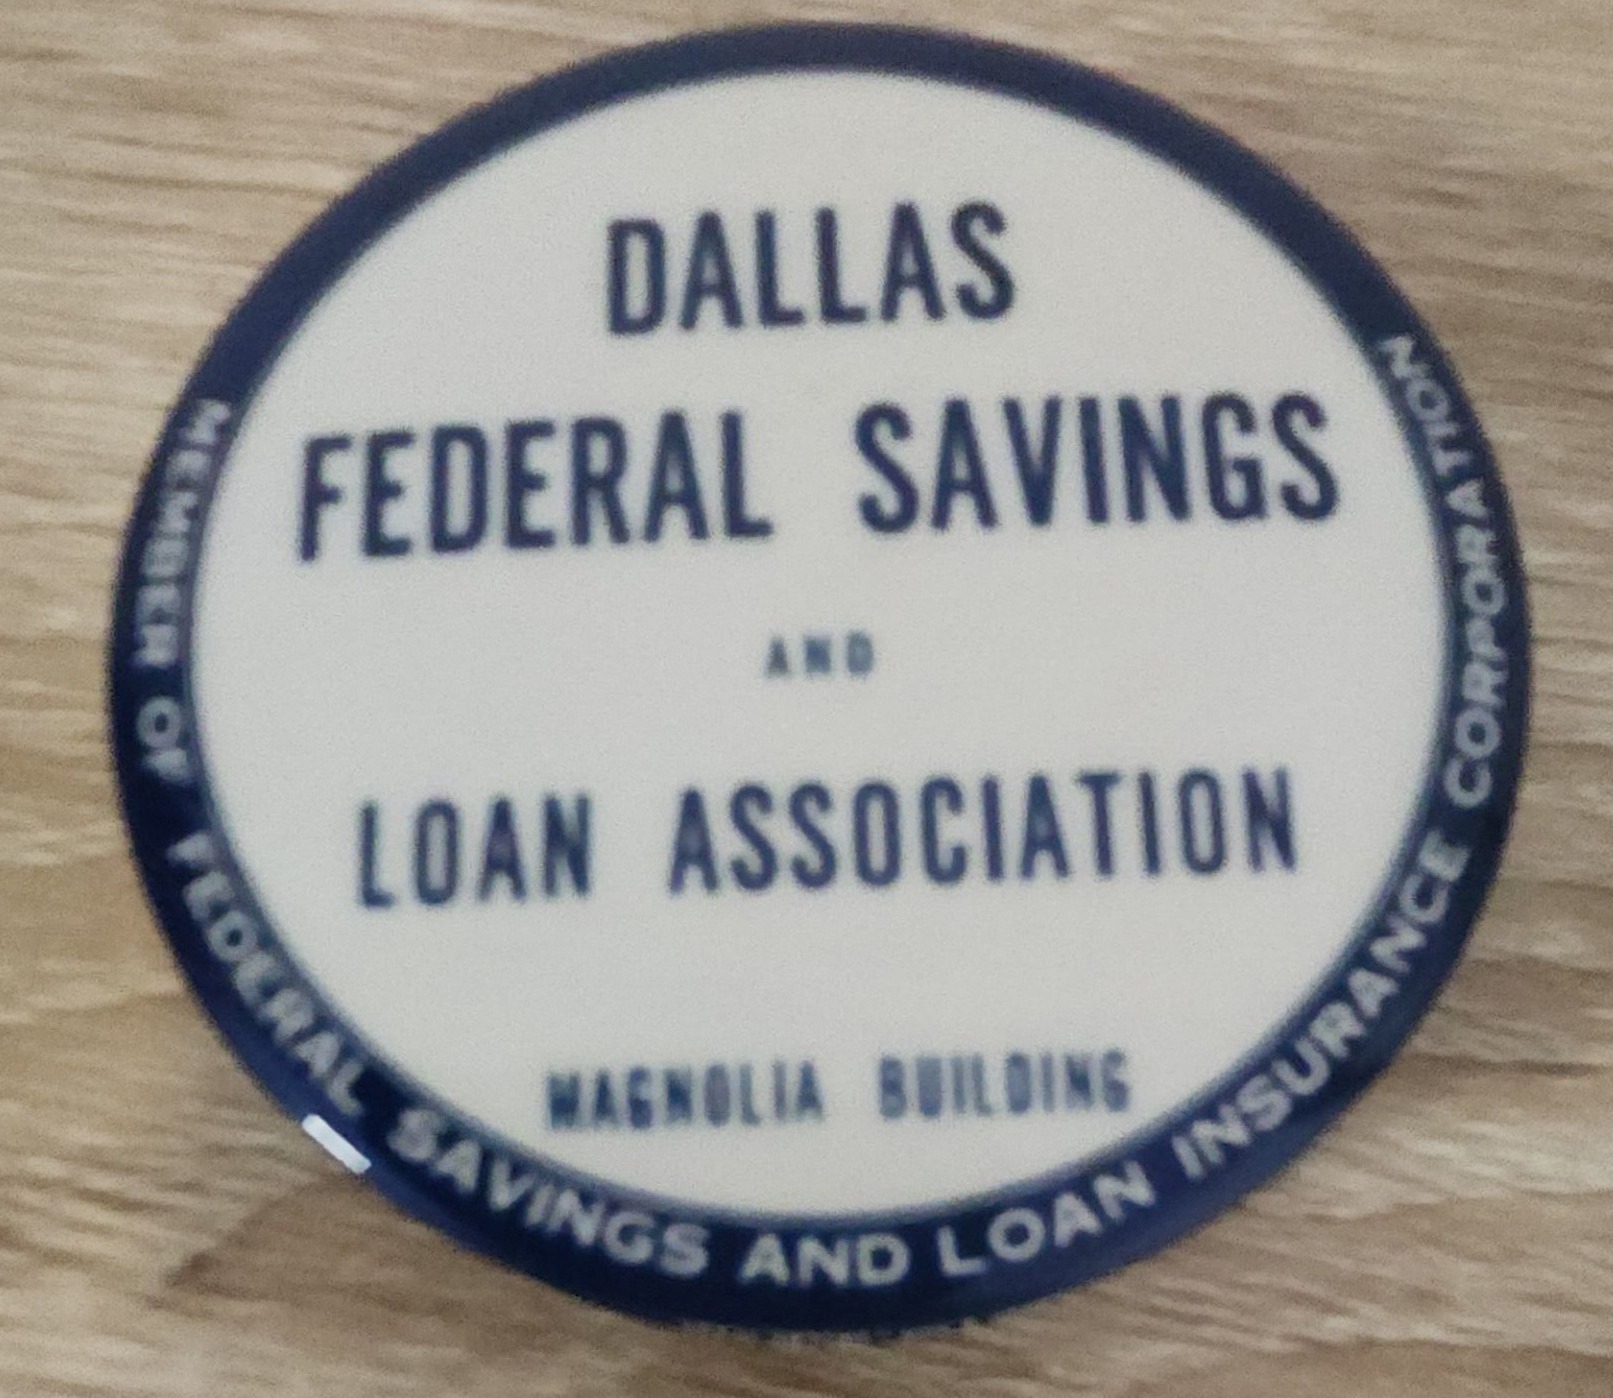 DALLAS
FEDERAL SAVINGS
AND
LOAN ASSOCIATION
MAGNOLIA BUILDING
MEMBER OF FEDERAL SAVINGS AND LOAN INSURANCE CORPORATION